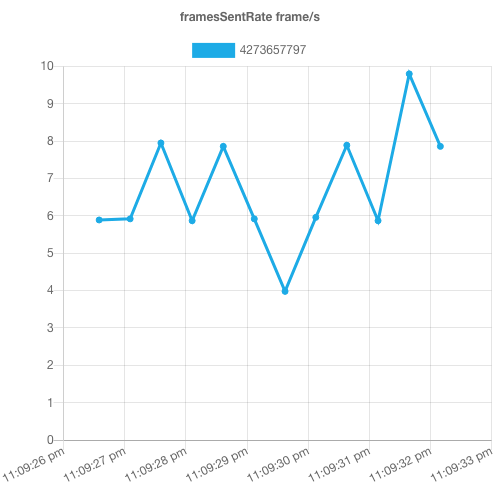 framesSentRate frame/s
4273657797
10
9
8
7
6
5
4
3
2
1
0
11:09:26 pm
11:09:27 pm
11:09:28 pm
11:09:29 pm
11:09:30 pm
11:09:31 pm
11:09:32 pm
11:09:33 pm